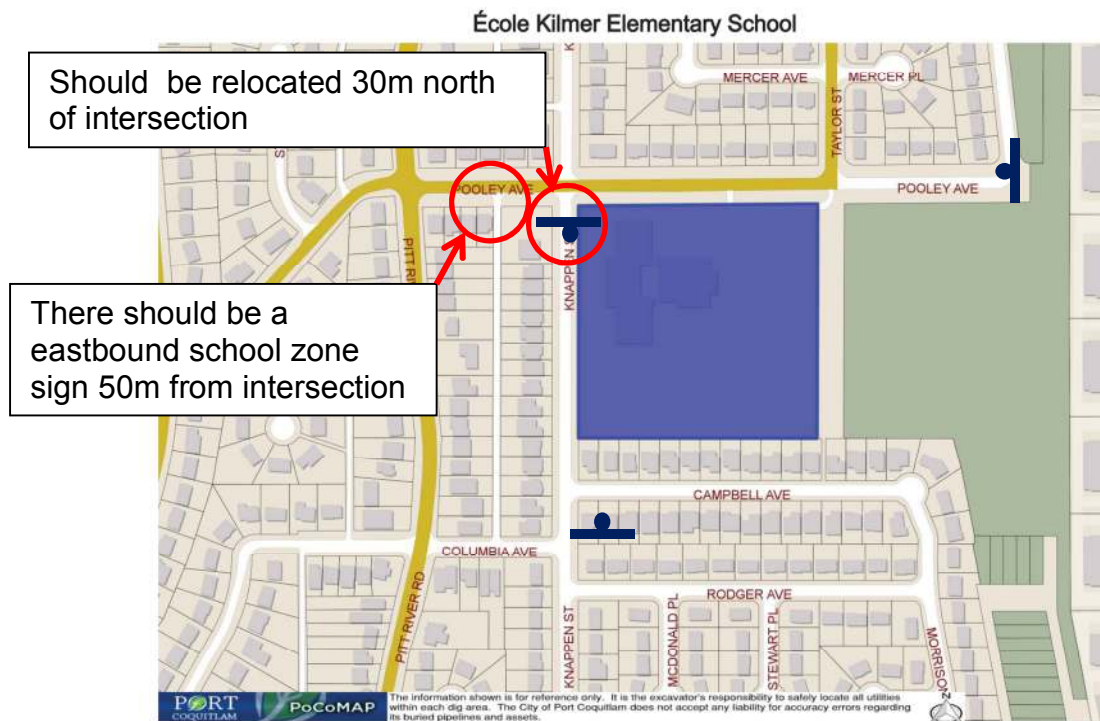 École Kilmer Elementary School
Should be relocated 30m north
of intersection
MERCER AVE
MERCER PL
TAYLOR ST
POOLEY AVE
POOLEY AVE
KNAPPEN S
There should be a
eastbound school zone
sign 50m from intersection
PITT RI
CAMPBELL AVE
COLUMBIA AVE
PITT RIVER RD
RODGER AVE
KNAPPEN ST
MCDONALD PL
STEWART PL
MORRISON
PORT
COQUITLAM
PoCoMAP
The information shown is for reference only. It is the excavator's responsibility to safely locate all utilities
within each dig area. The City of Port Coquitlam does not accept any liability for accuracy errors regarding
its buried pipelines and assets.